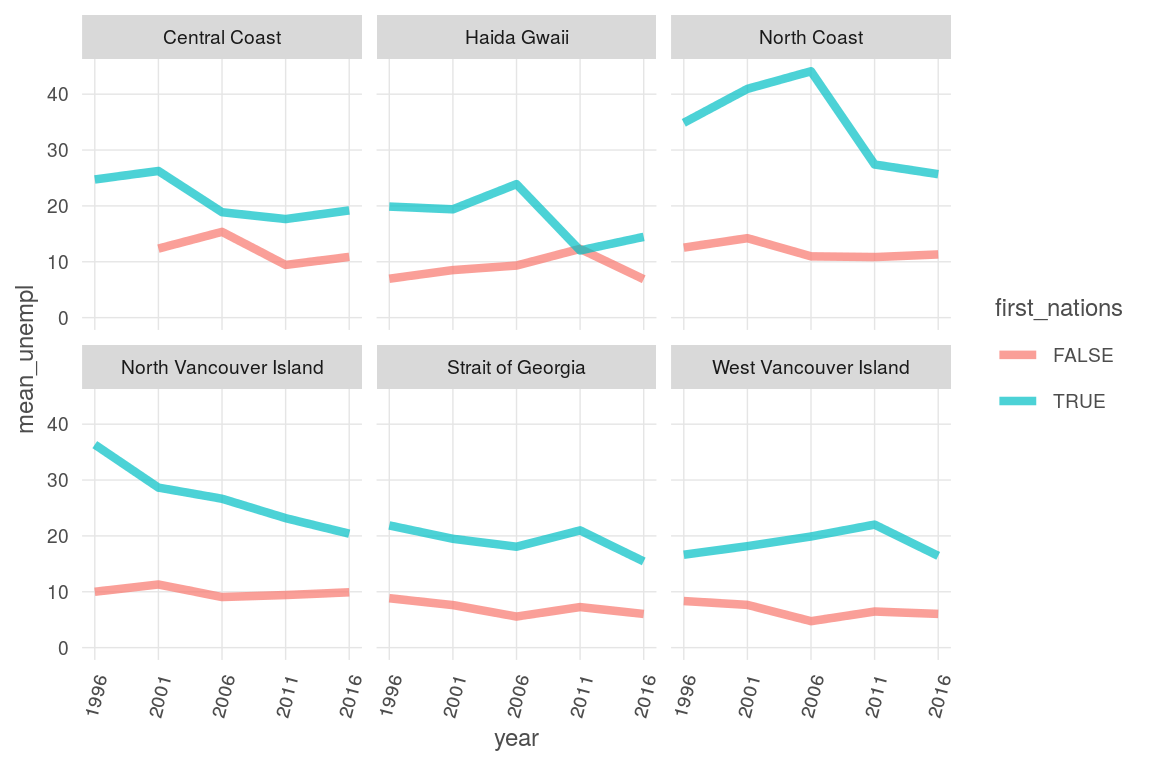 Central Coast
Haida Gwaii
North Coast
40
30
20
10
0
North Vancouver Island
Strait of Georgia
West Vancouver Island
40
30
20
10
0
1996
2001
2006
2011
2016
1996
2001
2006
2011
2016
1996
2001
2006
2011
2016
year
mean_unempl
first_nations
FALSE
TRUE